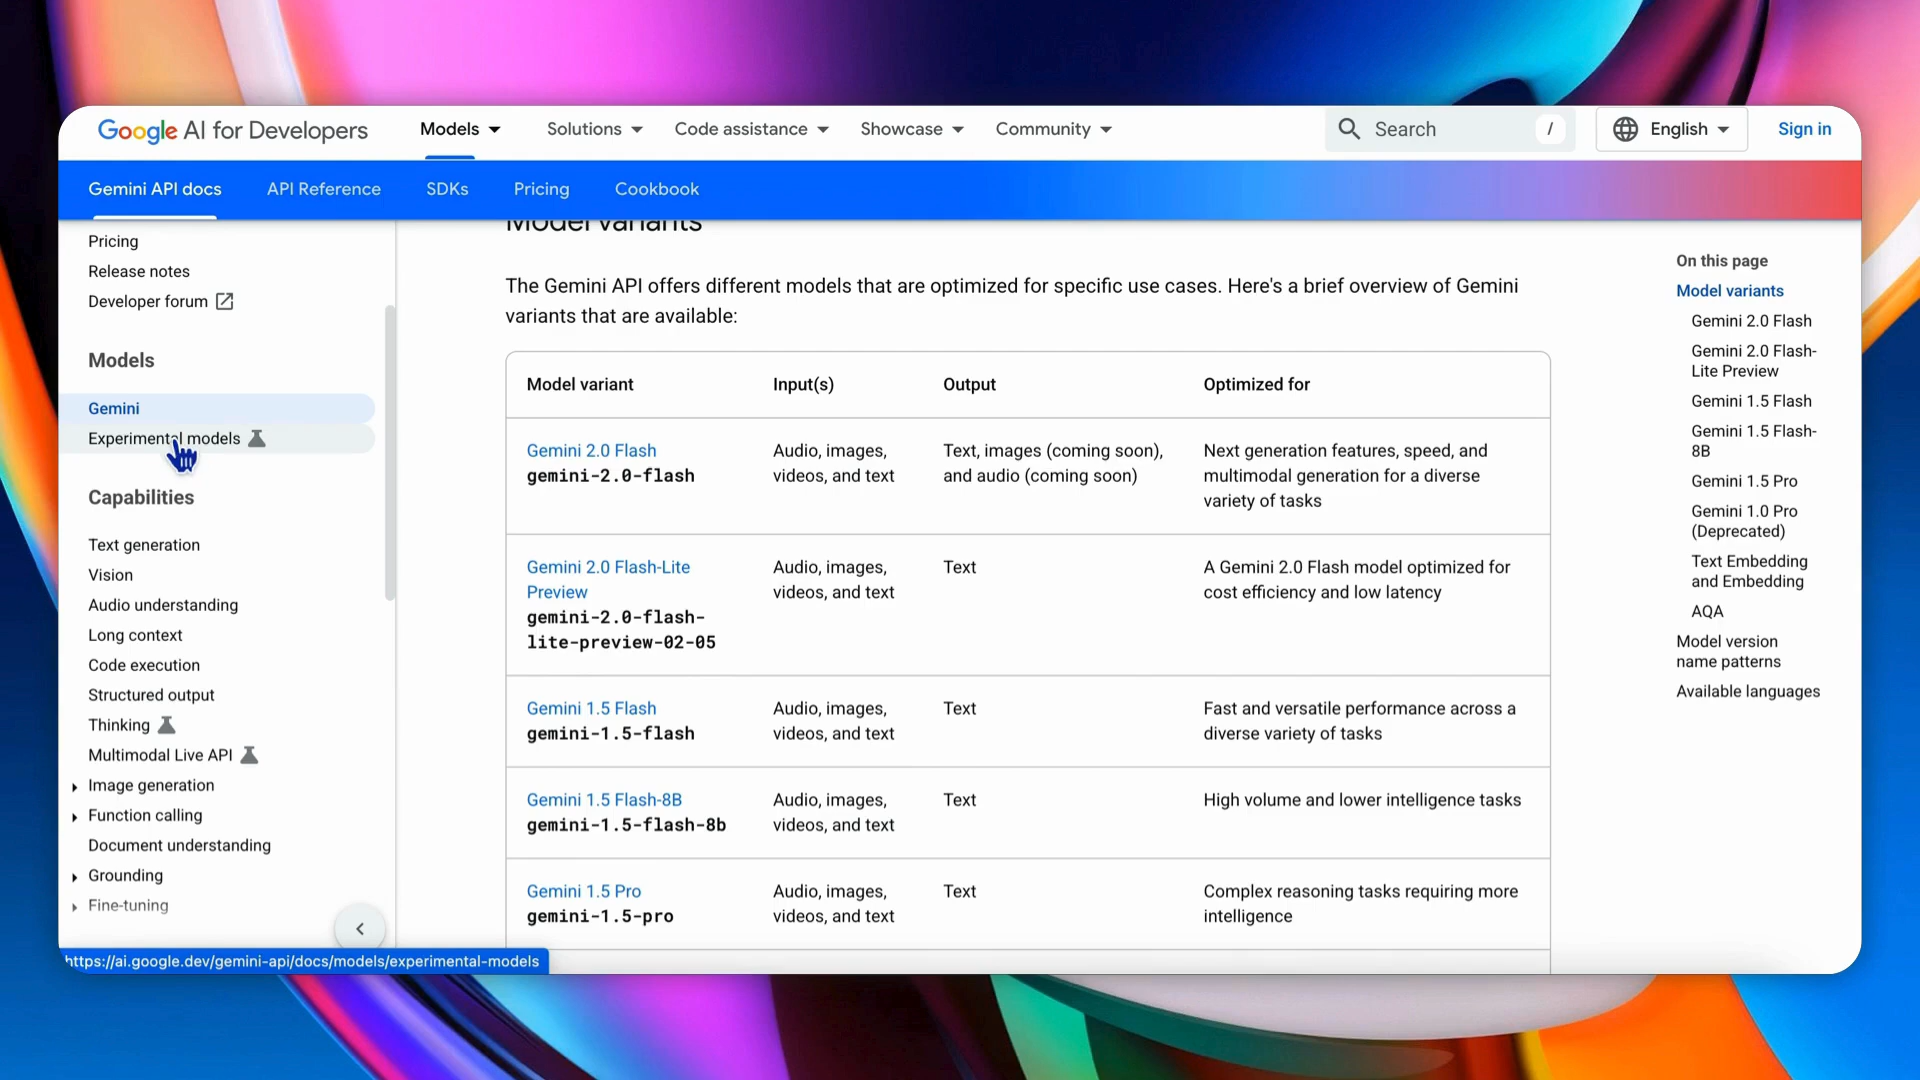 Google AI for Developers
Models
Solutions
Code assistance
Showcase
Community
Search
/
English
Sign in
Gemini API docs
API Reference
SDKs
Pricing
Cookbook
Pricing
Release notes
Developer forum
Models
Gemini
Experimental models
Capabilities
Text generation
Vision
Audio understanding
Long context
Code execution
Structured output
Thinking
Multimodal Live API
Image generation
Function calling
Document understanding
Grounding
Fine-tuning
https://ai.google.dev/gemini-api/docs/models/experimental-models
Model variants
The Gemini API offers different models that are optimized for specific use cases. Here's a brief overview of Gemini
variants that are available:
Model variant
Input(s)
Output
Optimized for
Gemini 2.0 Flash
gemini-2.0-flash
Audio, images,
videos, and text
Text, images (coming soon),
and audio (coming soon)
Next generation features, speed, and
multimodal generation for a diverse
variety of tasks
Gemini 2.0 Flash-Lite
Preview
gemini-2.0-flash-
lite-preview-02-05
Audio, images,
videos, and text
Text
A Gemini 2.0 Flash model optimized for
cost efficiency and low latency
Gemini 1.5 Flash
gemini-1.5-flash
Audio, images,
videos, and text
Text
Fast and versatile performance across a
diverse variety of tasks
Gemini 1.5 Flash-8B
gemini-1.5-flash-8b
Audio, images,
videos, and text
Text
High volume and lower intelligence tasks
Gemini 1.5 Pro
gemini-1.5-pro
Audio, images,
videos, and text
Text
Complex reasoning tasks requiring more
intelligence
On this page
Model variants
Gemini 2.0 Flash
Gemini 2.0 Flash-
Lite Preview
Gemini 1.5 Flash
Gemini 1.5 Flash-
8B
Gemini 1.5 Pro
Gemini 1.0 Pro
(Deprecated)
Text Embedding
and Embedding
AQA
Model version
name patterns
Available languages